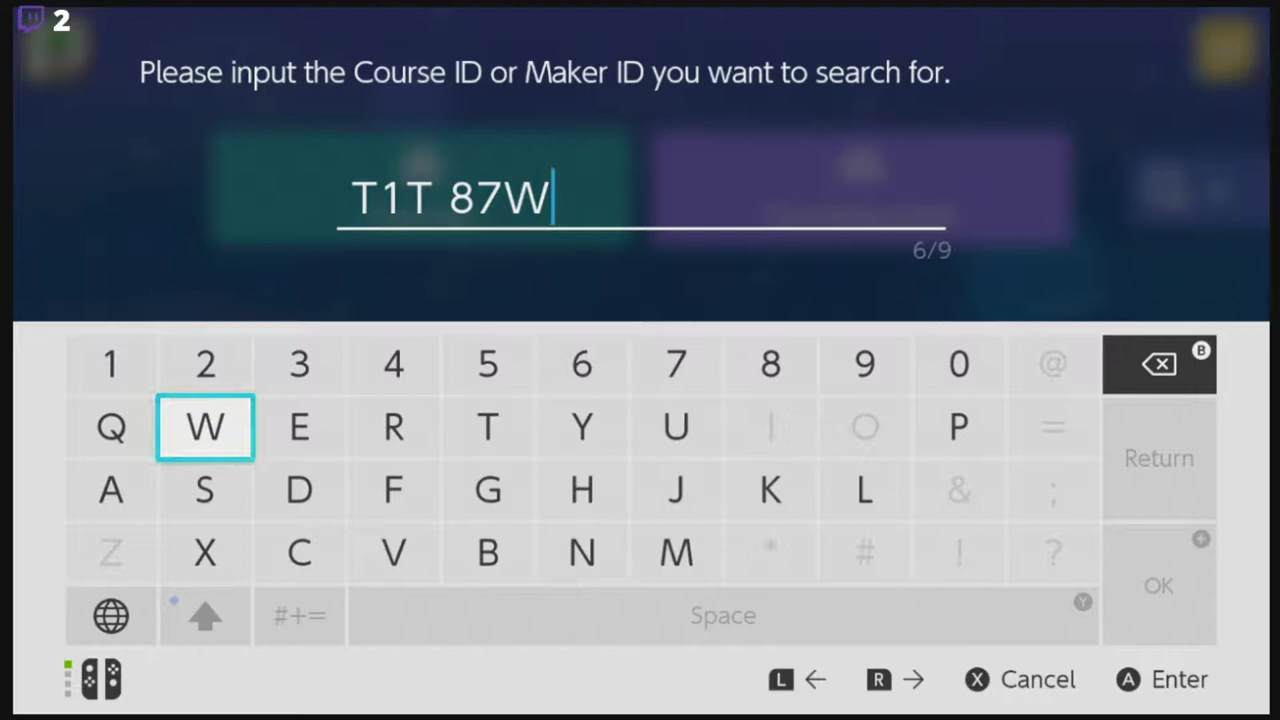 2
Please input the Course ID or Maker ID you want to search for.
T1T 87W
6/9
1 2 3 4 5 6 7 8 9 0 @
Q W E R T Y U I O P =
Return
A S D F G H J K L & ;
Z X C V B N M * # ! ?
OK
#+= Space
B
+
Y
L ← R → X Cancel A Enter